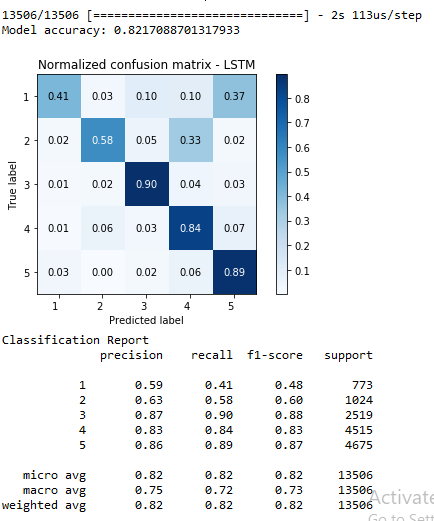 13506/13506 [==============================] - 2s 113us/step
Model accuracy: 0.8217088701317933
Normalized confusion matrix - LSTM
1 0.41 0.03 0.10 0.10 0.37
2 0.02 0.58 0.05 0.33 0.02
3 0.01 0.02 0.90 0.04 0.03
4 0.01 0.06 0.03 0.84 0.07
5 0.03 0.00 0.02 0.06 0.89
1 2 3 4 5
True label
Predicted label
0.8
0.7
0.6
0.5
0.4
0.3
0.2
0.1
Classification Report
precision recall f1-score support
1 0.59 0.41 0.48 773
2 0.63 0.58 0.60 1024
3 0.87 0.90 0.88 2519
4 0.83 0.84 0.83 4515
5 0.86 0.89 0.87 4675
micro avg 0.82 0.82 0.82 13506
macro avg 0.75 0.72 0.73 13506
weighted avg 0.82 0.82 0.82 13506
Activate
Go to Sett